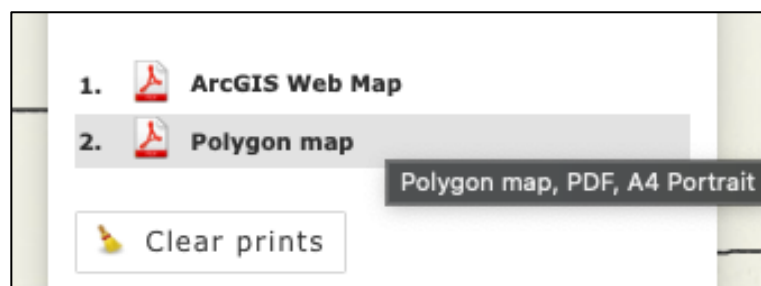 1. ArcGIS Web Map
2. Polygon map
Polygon map, PDF, A4 Portrait
Clear prints